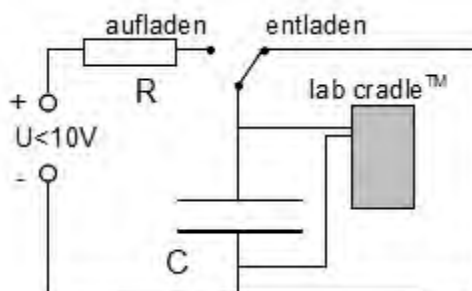 aufladen
entladen
R
lab cradle™
+
U<10V
-
C